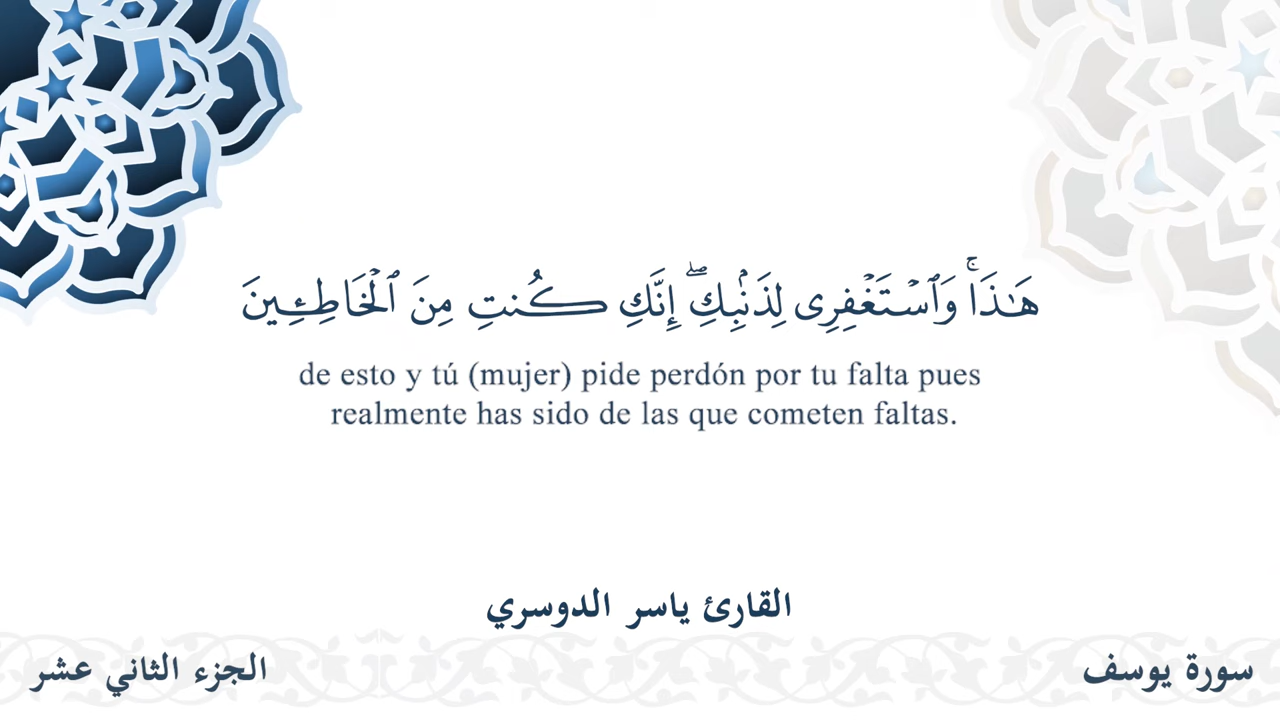 هَـٰذَاۚ وَٱسۡتَغۡفِرِى لِذَنۢبِكِۖ إِنَّكِ كُنتِ مِنَ ٱلۡخَاطِـِٔينَ
de esto y tú (mujer) pide perdón por tu falta pues
realmente has sido de las que cometen faltas.
القارئ ياسر الدوسري
سورة يوسف
الجزء الثاني عشر